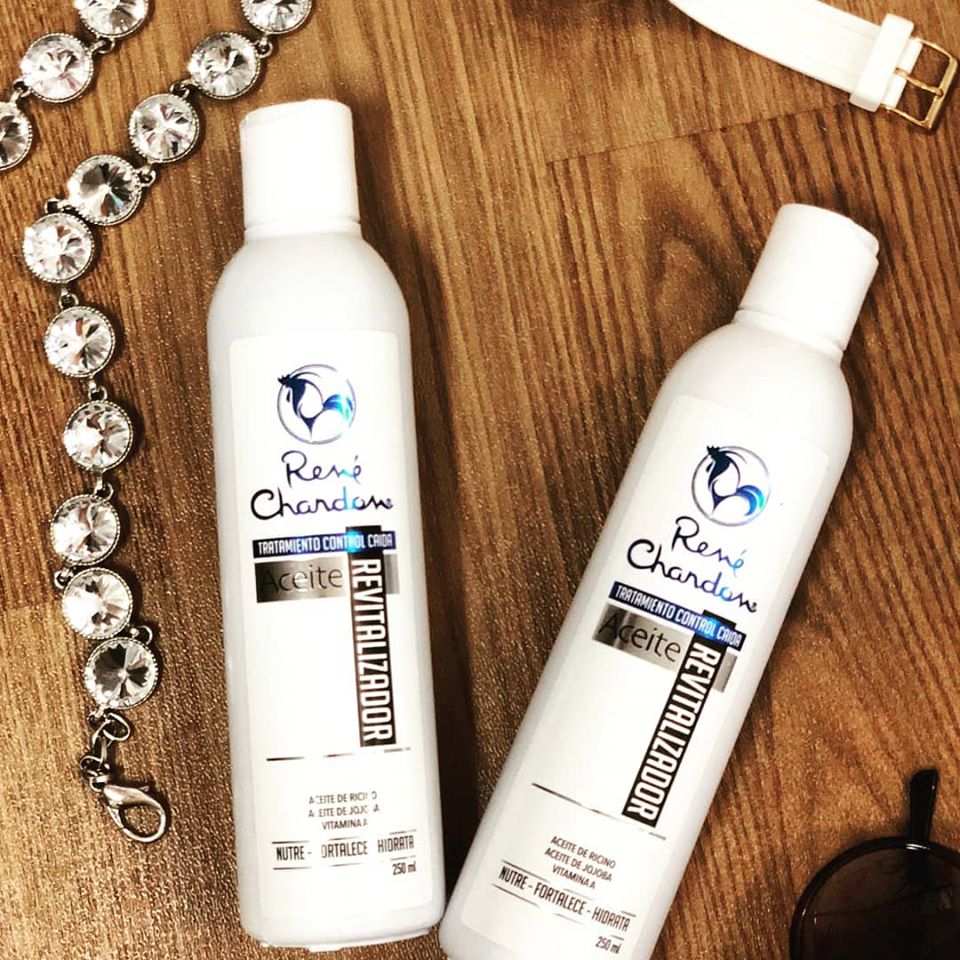 René
Chardon
TRATAMIENTO CONTROL CAIDA
Aceite
REVITALIZADOR
ACEITE DE RICINO
ACEITE DE JOJOBA
VITAMINA A
NUTRE - FORTALECE - HIDRATA
250 ml
René
Chardon
TRATAMIENTO CONTROL CAIDA
Aceite
REVITALIZADOR
ACEITE DE RICINO
ACEITE DE JOJOBA
VITAMINA A
NUTRE - FORTALECE - HIDRATA
250 ml